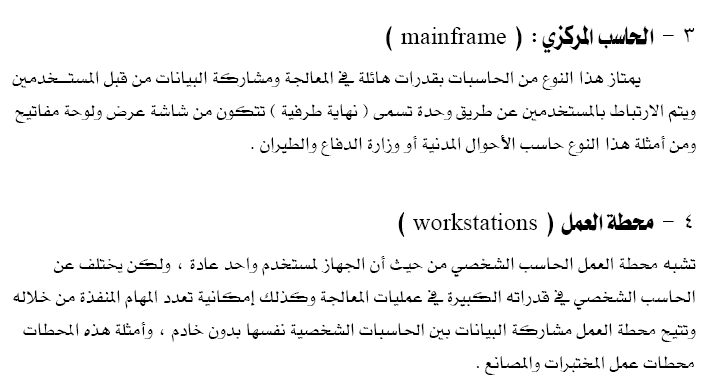 ٣ - الحاسب المركزي : ( mainframe )
يمتاز هذا النوع من الحاسبات بقدرات هائلة في المعالجة ومشاركة البيانات من قبل المستخدمين
ويتم الارتباط بالمستخدمين عن طريق وحدة تسمى ( نهاية طرفية ) تتكون من شاشة عرض ولوحة مفاتيح
ومن أمثلة هذا النوع حاسب الأحوال المدنية أو وزارة الدفاع والطيران .
٤ - محطة العمل ( workstations )
تشبه محطة العمل الحاسب الشخصي من حيث أن الجهاز لمستخدم واحد عادة ، ولكن يختلف عن
الحاسب الشخصي في قدراته الكبيرة في عمليات المعالجة وكذلك إمكانية تعدد المهام المنفذة من خلاله
وتتيح محطة العمل مشاركة البيانات بين الحاسبات الشخصية نفسها بدون خادم ، وأمثلة هذه المحطات
محطات عمل المختبرات والمصانع .